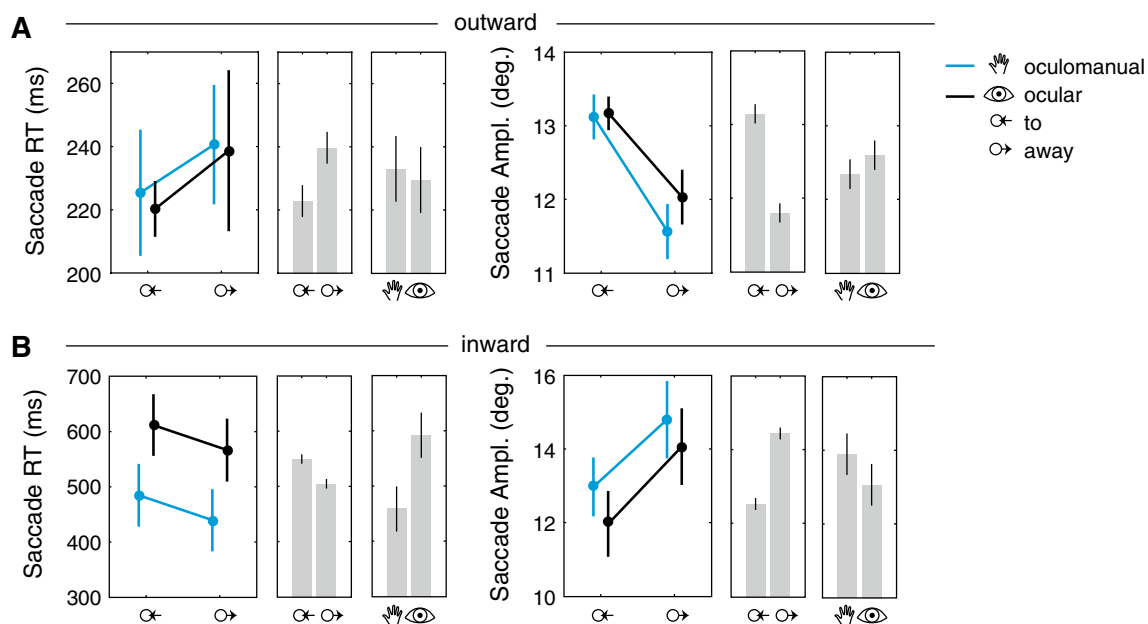 A
outward
Saccade RT (ms)
260
240
220
200
Saccade Ampl. (deg.)
14
13
12
11
oculomanual
ocular
to
away
B
inward
Saccade RT (ms)
700
600
500
400
300
Saccade Ampl. (deg.)
16
14
12
10